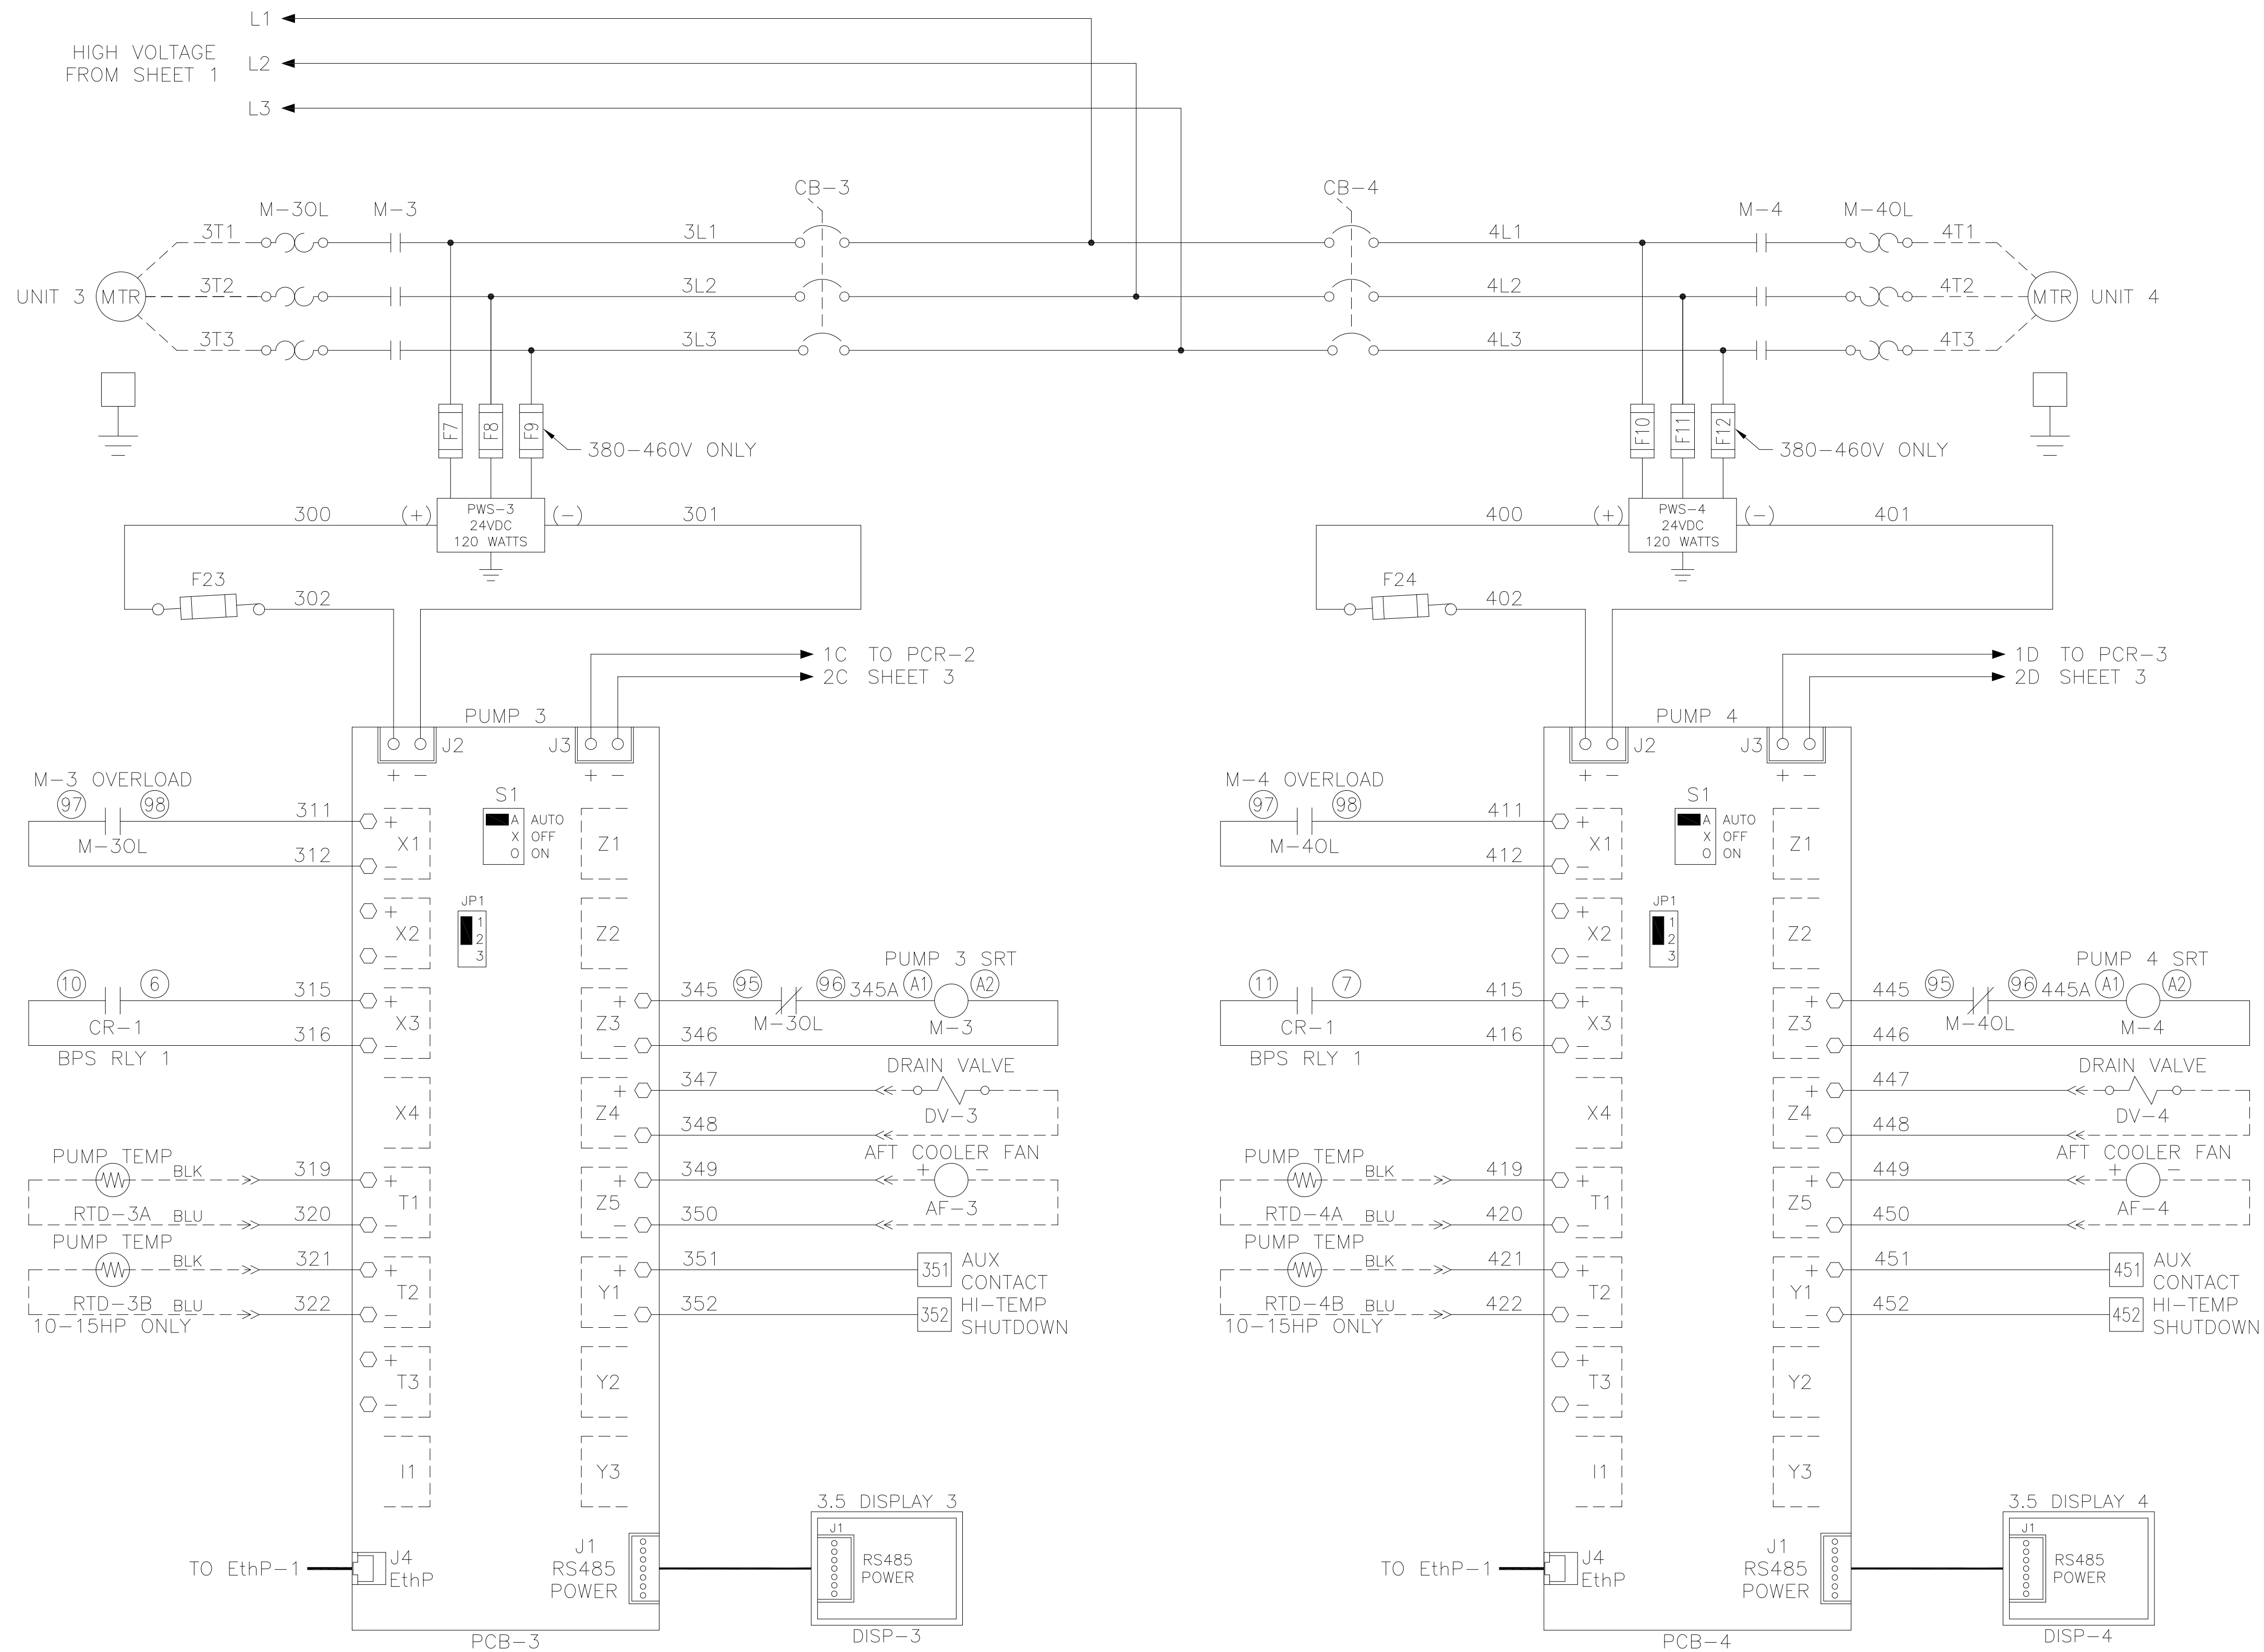 L1
HIGH VOLTAGE
FROM SHEET 1
L2
L3
CB-3
CB-4
M-3OL
M-3
M-4
M-4OL
3T1
3L1
4L1
4T1
UNIT 3
MTR
3T2
3L2
4L2
4T2
MTR
UNIT 4
3T3
3L3
4L3
4T3
F7
F8
F9
380-460V ONLY
F10
F11
F12
380-460V ONLY
300
(+)
PWS-3
24VDC
120 WATTS
(-)
301
400
(+)
PWS-4
24VDC
120 WATTS
(-)
401
F23
302
F24
402
1C TO PCR-2
2C SHEET 3
1D TO PCR-3
2D SHEET 3
PUMP 3
J2
J3
+ -
+ -
M-3 OVERLOAD
97
98
M-3OL
311
312
+
X1
-
S1
A AUTO
X OFF
O ON
Z1
+
X2
-
JP1
1
2
3
Z2
10
6
CR-1
BPS RLY 1
315
316
+
X3
-
+
Z3
-
345
95
96
345A
M-3OL
PUMP 3 SRT
A1
A2
M-3
346
X4
+
Z4
-
347
DRAIN VALVE
DV-3
348
PUMP TEMP
BLK
319
RTD-3A
BLU
320
+
T1
-
+
Z5
-
349
AFT COOLER FAN
+ -
AF-3
350
PUMP TEMP
BLK
321
RTD-3B
BLU
322
10-15HP ONLY
+
T2
-
+
Y1
-
351
351
AUX
CONTACT
352
352
HI-TEMP
SHUTDOWN
+
T3
-
Y2
I1
Y3
TO EthP-1
J4
EthP
J1
RS485
POWER
3.5 DISPLAY 3
J1
RS485
POWER
DISP-3
PCB-3
PUMP 4
J2
J3
+ -
+ -
M-4 OVERLOAD
97
98
M-4OL
411
412
+
X1
-
S1
A AUTO
X OFF
O ON
Z1
+
X2
-
JP1
1
2
3
Z2
11
7
CR-1
BPS RLY 1
415
416
+
X3
-
+
Z3
-
445
95
96
445A
M-4OL
PUMP 4 SRT
A1
A2
M-4
446
X4
+
Z4
-
447
DRAIN VALVE
DV-4
448
PUMP TEMP
BLK
419
RTD-4A
BLU
420
+
T1
-
+
Z5
-
449
AFT COOLER FAN
+ -
AF-4
450
PUMP TEMP
BLK
421
RTD-4B
BLU
422
10-15HP ONLY
+
T2
-
+
Y1
-
451
451
AUX
CONTACT
452
452
HI-TEMP
SHUTDOWN
+
T3
-
Y2
I1
Y3
TO EthP-1
J4
EthP
J1
RS485
POWER
3.5 DISPLAY 4
J1
RS485
POWER
DISP-4
PCB-4